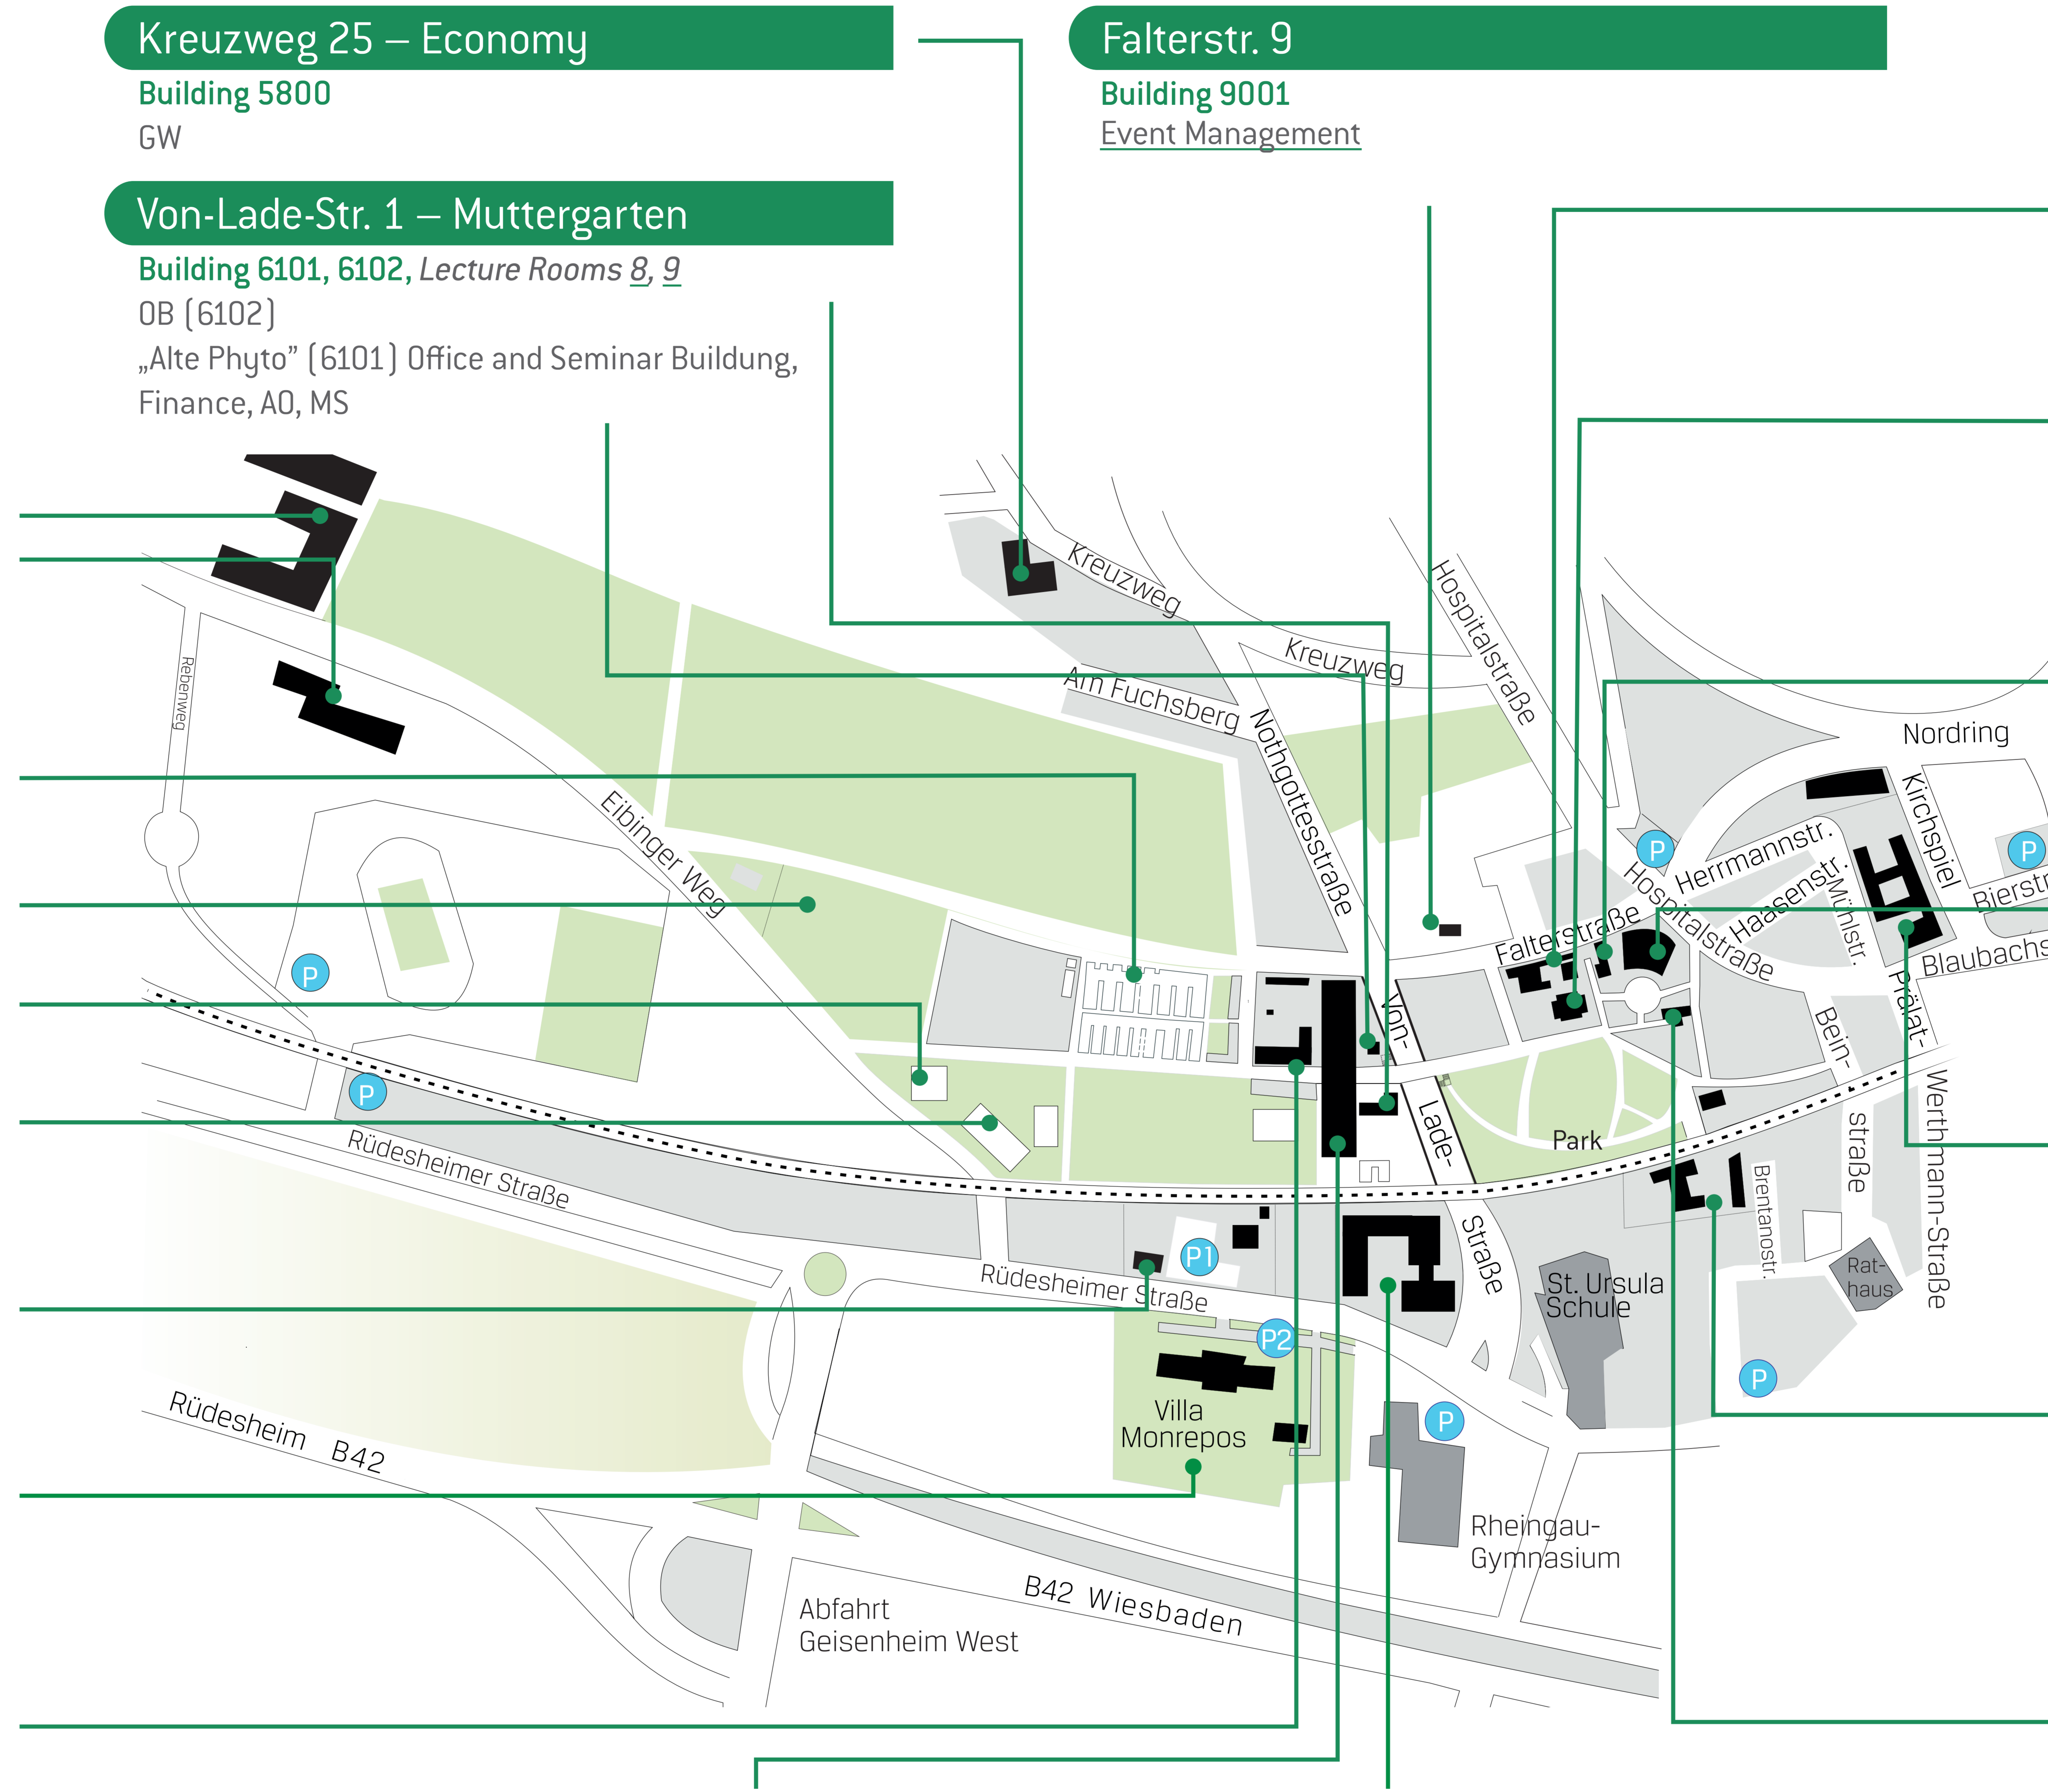 Kreuzweg 25 – Economy
Building 5800
GW
Von-Lade-Str. 1 – Muttergarten
Building 6101, 6102, Lecture Rooms 8, 9
OB (6102)
„Alte Phyto” (6101) Office and Seminar Buildung,
Finance, AO, MS
Falterstr. 9
Building 9001
Event Management
Kreuzweg
Kreuzweg
Hospitalstraße
Am Fuchsberg
Nothgottesstraße
Rebenweg
Eibinger Weg
Nordring
Kirchspiel
P
P
Herrmannstr.
Haasenstr.
Mühlstr.
Hospitalstraße
Falterstraße
Bierstr
Blaubachs
Prälat-
Werthmann-Straße
Bein-
straße
P
P
Von-
Lade-
Straße
Park
Brentanostr.
Rüdesheimer Straße
Rüdesheimer Straße
P1
P2
St. Ursula
Schule
Rat-
haus
P
P
Villa
Monrepos
Rüdesheim B42
Rheingau-
Gymnasium
B42 Wiesbaden
Abfahrt
Geisenheim West